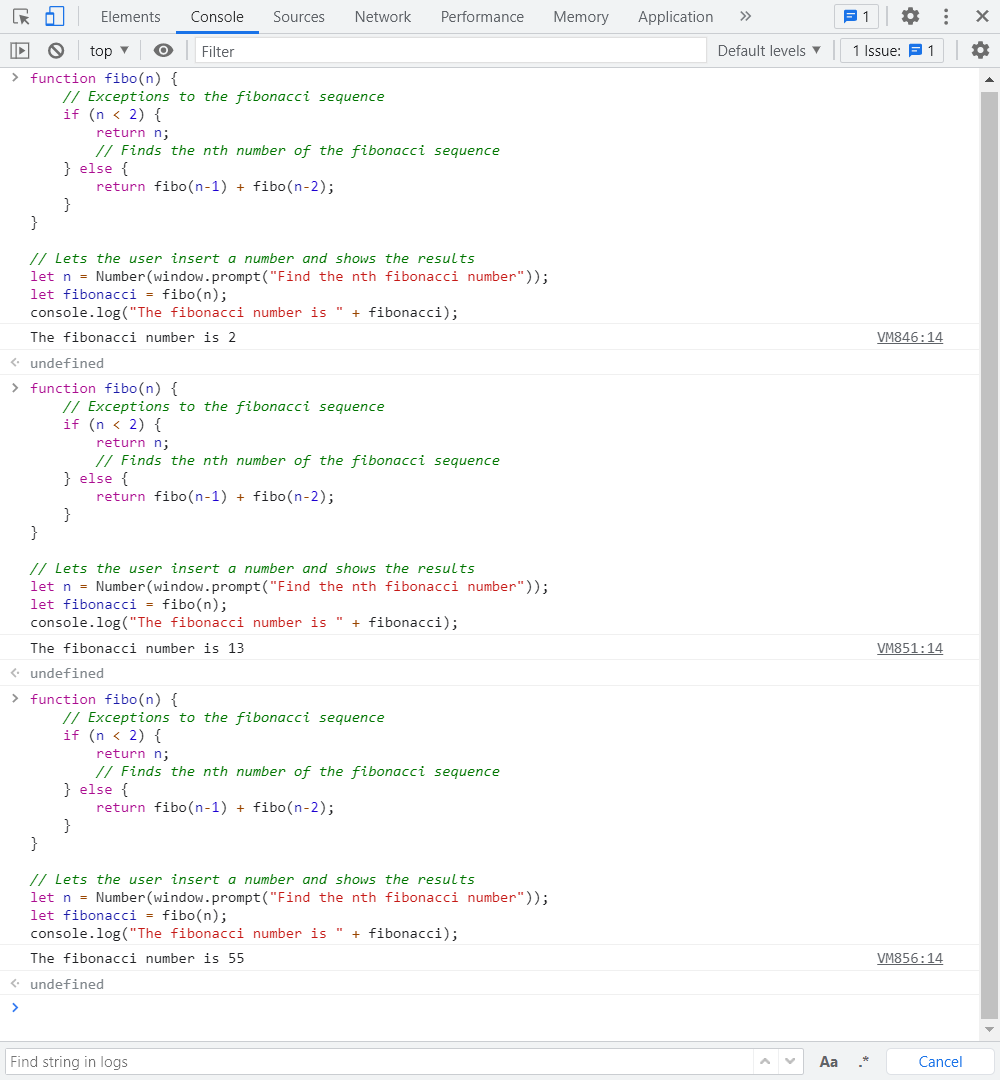 Elements Console Sources Network Performance Memory Application » 1
top Filter Default levels 1 Issue: 1
> function fibo(n) {
    // Exceptions to the fibonacci sequence
    if (n < 2) {
        return n;
        // Finds the nth number of the fibonacci sequence
    } else {
        return fibo(n-1) + fibo(n-2);
    }
}

// Lets the user insert a number and shows the results
let n = Number(window.prompt("Find the nth fibonacci number"));
let fibonacci = fibo(n);
console.log("The fibonacci number is " + fibonacci);
The fibonacci number is 2 VM846:14
undefined
> function fibo(n) {
    // Exceptions to the fibonacci sequence
    if (n < 2) {
        return n;
        // Finds the nth number of the fibonacci sequence
    } else {
        return fibo(n-1) + fibo(n-2);
    }
}

// Lets the user insert a number and shows the results
let n = Number(window.prompt("Find the nth fibonacci number"));
let fibonacci = fibo(n);
console.log("The fibonacci number is " + fibonacci);
The fibonacci number is 13 VM851:14
undefined
> function fibo(n) {
    // Exceptions to the fibonacci sequence
    if (n < 2) {
        return n;
        // Finds the nth number of the fibonacci sequence
    } else {
        return fibo(n-1) + fibo(n-2);
    }
}

// Lets the user insert a number and shows the results
let n = Number(window.prompt("Find the nth fibonacci number"));
let fibonacci = fibo(n);
console.log("The fibonacci number is " + fibonacci);
The fibonacci number is 55 VM856:14
undefined
>
Find string in logs Aa .* Cancel